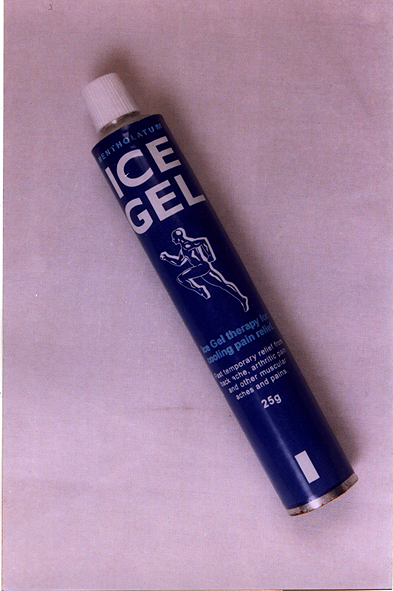 MENTHOLATUM
ICE
GEL
Ice Gel therapy for
cooling pain relief
Fast temporary relief from
back ache, arthritic pain
and other muscular
aches and pains
25g